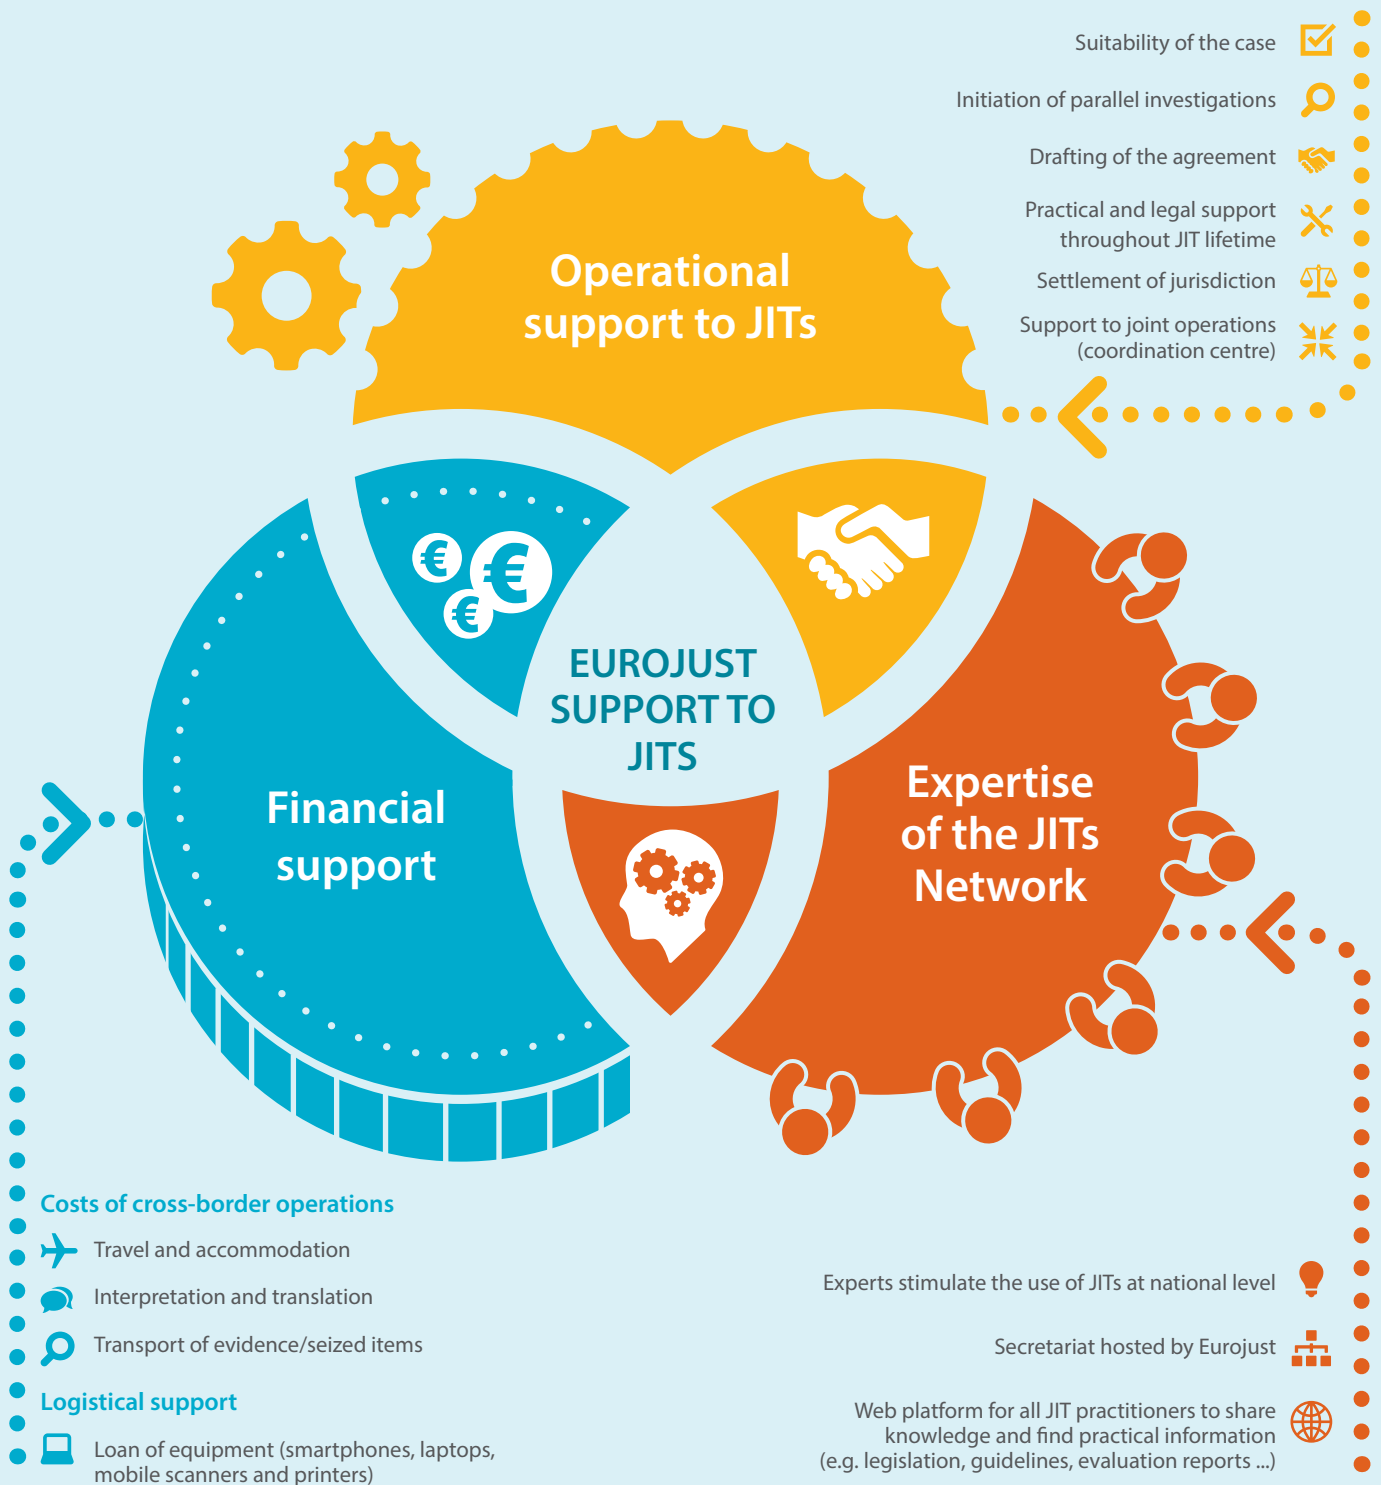 Suitability of the case
Initiation of parallel investigations
Drafting of the agreement
Practical and legal support
throughout JIT lifetime
Settlement of jurisdiction
Support to joint operations
(coordination centre)
Operational
support to JITs
€
€
€
EUROJUST
SUPPORT TO
JITS
Financial
support
Expertise
of the JITs
Network
Costs of cross-border operations
Travel and accommodation
Interpretation and translation
Transport of evidence/seized items
Logistical support
Loan of equipment (smartphones, laptops,
mobile scanners and printers)
Experts stimulate the use of JITs at national level
Secretariat hosted by Eurojust
Web platform for all JIT practitioners to share
knowledge and find practical information
(e.g. legislation, guidelines, evaluation reports ...)